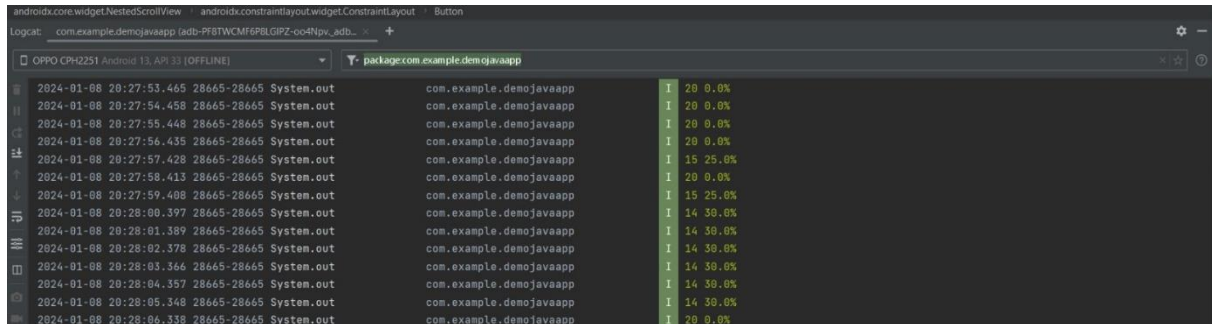 androidx.core.widget.NestedScrollView androidx.constraintlayout.widget.ConstraintLayout Button
Logcat: com.example.demojavaapp (adb-PF8TWCMF6P8LGIPZ-oo4Npv._adb... × +
OPPO CPH2251 Android 13, API 33 [OFFLINE] package:com.example.demojavaapp
2024-01-08 20:27:53.465 28665-28665 System.out com.example.demojavaapp I 20 0.0%
2024-01-08 20:27:54.458 28665-28665 System.out com.example.demojavaapp I 20 0.0%
2024-01-08 20:27:55.448 28665-28665 System.out com.example.demojavaapp I 20 0.0%
2024-01-08 20:27:56.435 28665-28665 System.out com.example.demojavaapp I 20 0.0%
2024-01-08 20:27:57.428 28665-28665 System.out com.example.demojavaapp I 15 25.0%
2024-01-08 20:27:58.413 28665-28665 System.out com.example.demojavaapp I 20 0.0%
2024-01-08 20:27:59.408 28665-28665 System.out com.example.demojavaapp I 15 25.0%
2024-01-08 20:28:00.397 28665-28665 System.out com.example.demojavaapp I 14 30.0%
2024-01-08 20:28:01.389 28665-28665 System.out com.example.demojavaapp I 14 30.0%
2024-01-08 20:28:02.378 28665-28665 System.out com.example.demojavaapp I 14 30.0%
2024-01-08 20:28:03.366 28665-28665 System.out com.example.demojavaapp I 14 30.0%
2024-01-08 20:28:04.357 28665-28665 System.out com.example.demojavaapp I 14 30.0%
2024-01-08 20:28:05.348 28665-28665 System.out com.example.demojavaapp I 14 30.0%
2024-01-08 20:28:06.338 28665-28665 System.out com.example.demojavaapp I 20 0.0%